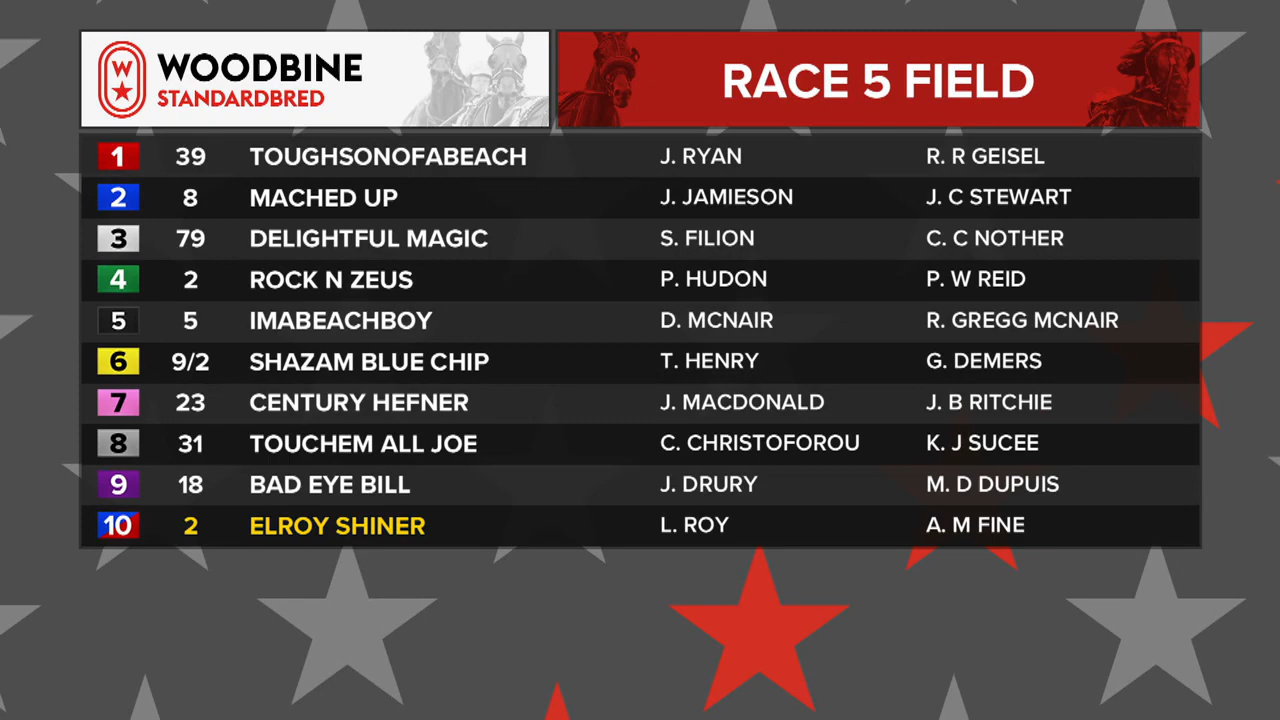 W
WOODBINE
STANDARDBRED
RACE 5 FIELD
1 39 TOUGHSONOFABEACH J. RYAN R. R GEISEL
2 8 MACHED UP J. JAMIESON J. C STEWART
3 79 DELIGHTFUL MAGIC S. FILION C. C NOTHER
4 2 ROCK N ZEUS P. HUDON P. W REID
5 5 IMABEACHBOY D. MCNAIR R. GREGG MCNAIR
6 9/2 SHAZAM BLUE CHIP T. HENRY G. DEMERS
7 23 CENTURY HEFNER J. MACDONALD J. B RITCHIE
8 31 TOUCHEM ALL JOE C. CHRISTOFOROU K. J SUCEE
9 18 BAD EYE BILL J. DRURY M. D DUPUIS
10 2 ELROY SHINER L. ROY A. M FINE